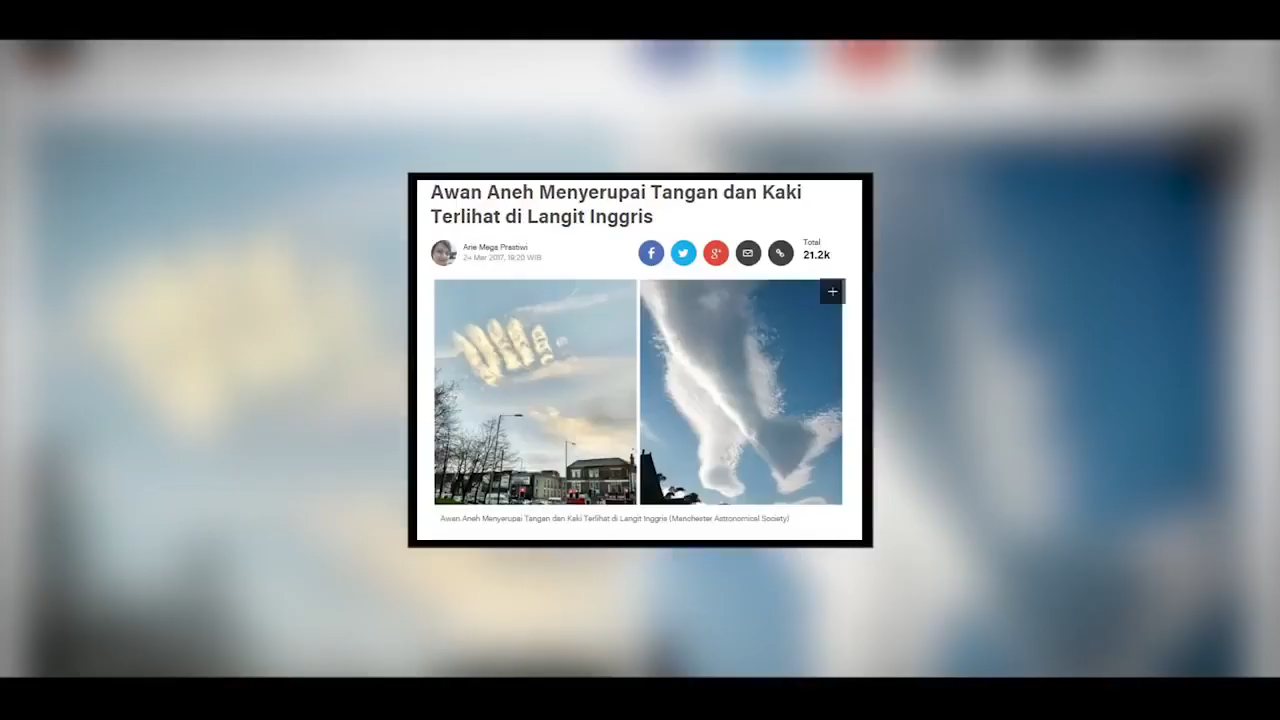 Awan Aneh Menyerupai Tangan dan Kaki
Terlihat di Langit Inggris
Arie Mega Prastiwi
24 Mar 2017, 19:20 WIB
Total
21.2k
Awan Aneh Menyerupai Tangan dan Kaki Terlihat di Langit Inggris (Manchester Astronomical Society)